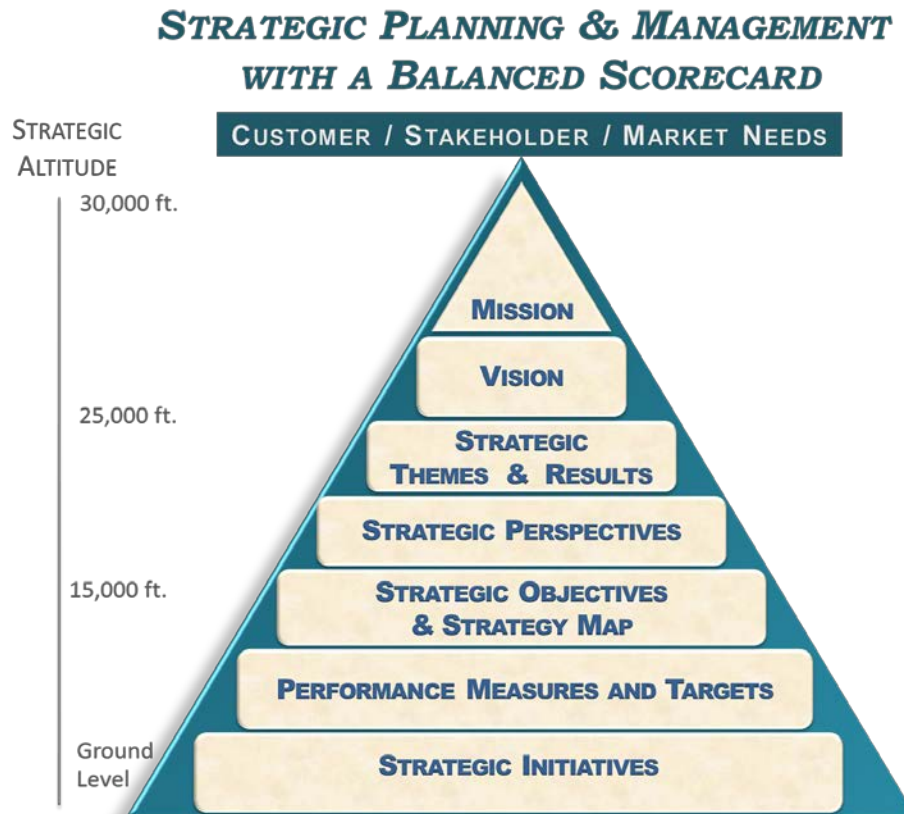 STRATEGIC PLANNING & MANAGEMENT
WITH A BALANCED SCORECARD
STRATEGIC
ALTITUDE
CUSTOMER / STAKEHOLDER / MARKET NEEDS
30,000 ft.
MISSION
VISION
25,000 ft.
STRATEGIC
THEMES & RESULTS
STRATEGIC PERSPECTIVES
15,000 ft.
STRATEGIC OBJECTIVES
& STRATEGY MAP
PERFORMANCE MEASURES AND TARGETS
Ground
Level
STRATEGIC INITIATIVES